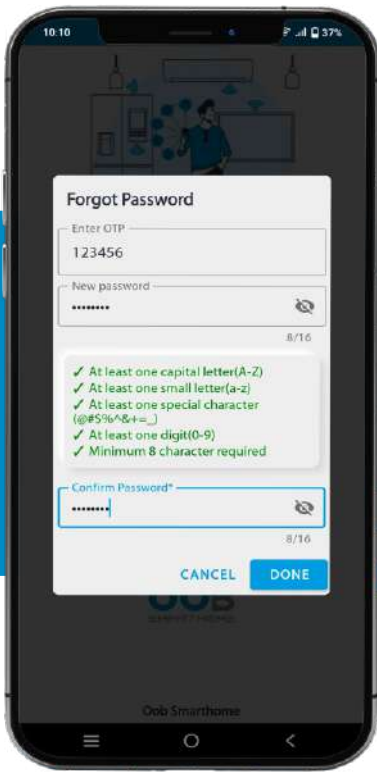 10:10
37%
Forgot Password
Enter OTP
123456
New password
••••••••
8/16
✓ At least one capital letter(A-Z)
✓ At least one small letter(a-z)
✓ At least one special character
(@#$%^&+=_)
✓ At least one digit(0-9)
✓ Minimum 8 character required
Confirm Password*
••••••••
8/16
CANCEL
DONE
OOB
SMARTHOME
Oob Smarthome